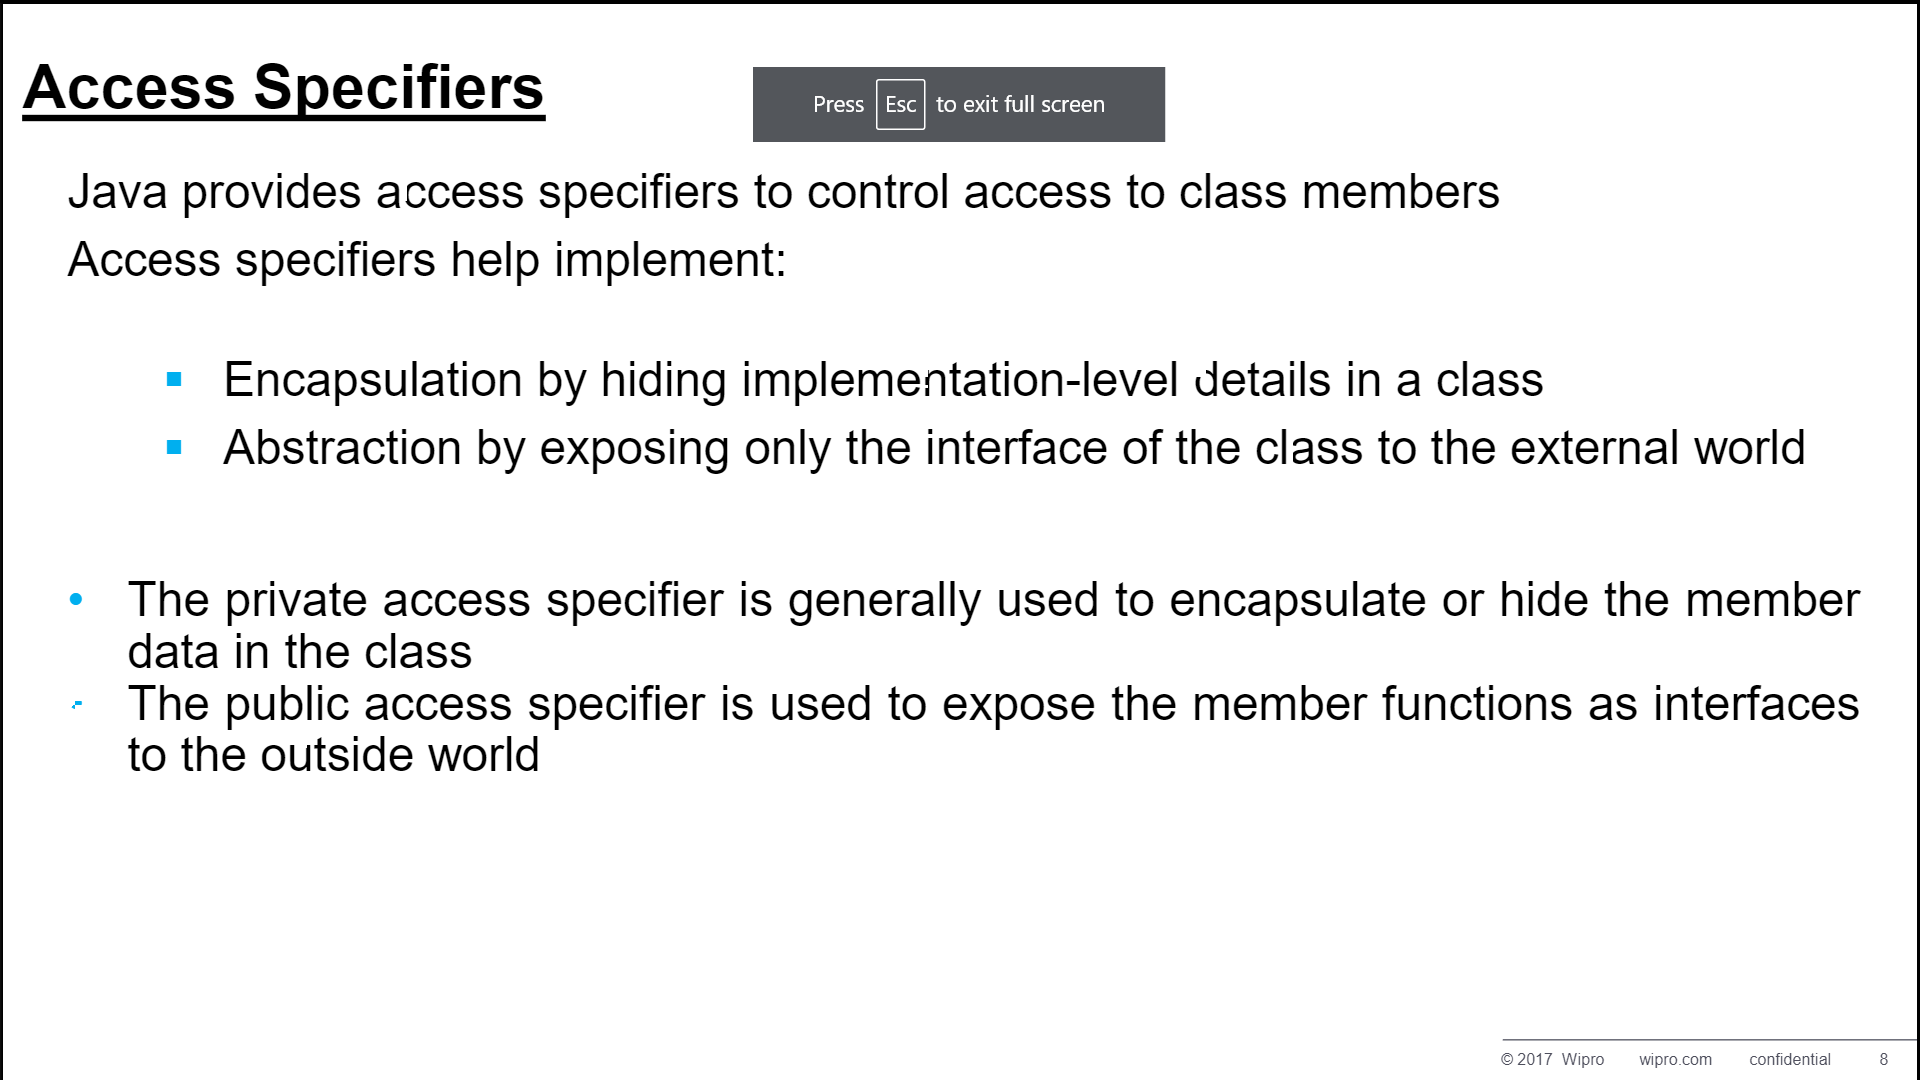 Access Specifiers
Press Esc to exit full screen
Java provides access specifiers to control access to class members
Access specifiers help implement:
Encapsulation by hiding implementation-level details in a class
Abstraction by exposing only the interface of the class to the external world
The private access specifier is generally used to encapsulate or hide the member
data in the class
The public access specifier is used to expose the member functions as interfaces
to the outside world
© 2017 Wipro wipro.com confidential 8